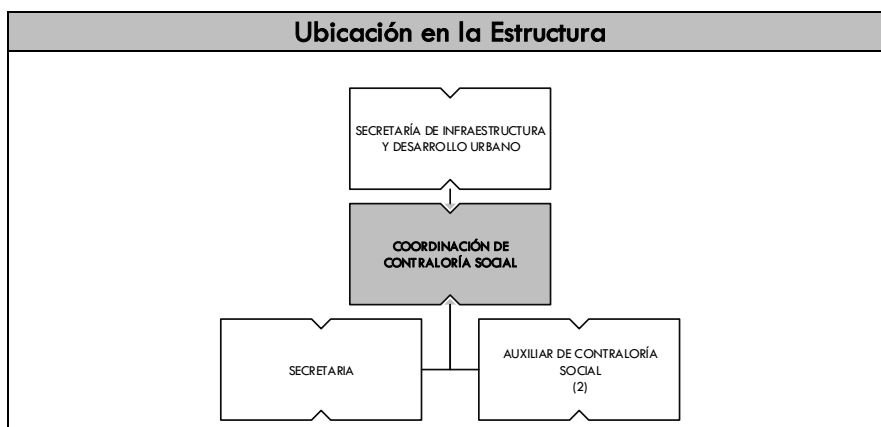 Ubicación en la Estructura
SECRETARÍA DE INFRAESTRUCTURA
Y DESARROLLO URBANO
COORDINACIÓN DE
CONTRALORÍA SOCIAL
SECRETARIA
AUXILIAR DE CONTRALORÍA
SOCIAL
(2)